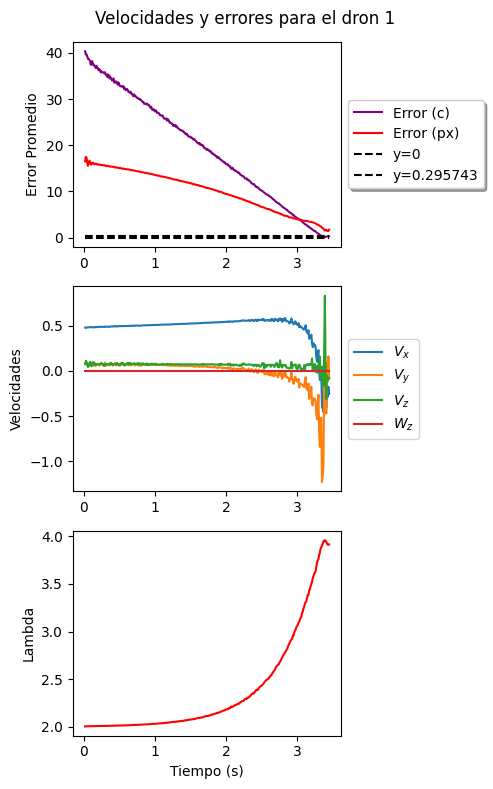 Velocidades y errores para el dron 1
Error Promedio
40
30
20
10
0
0 1 2 3
Error (c)
Error (px)
y=0
y=0.295743
Velocidades
0.5
0.0
−0.5
−1.0
0 1 2 3
Vx
Vy
Vz
Wz
Lambda
4.0
3.5
3.0
2.5
2.0
0 1 2 3
Tiempo (s)